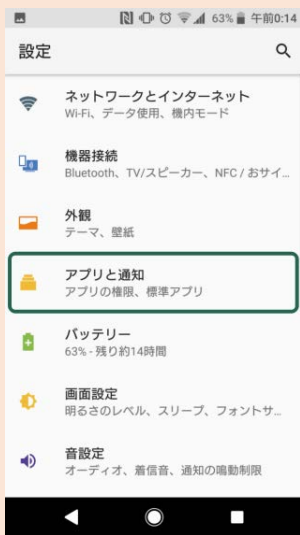 63% 午前0:14
設定
ネットワークとインターネット
Wi-Fi、データ使用、機内モード
機器接続
Bluetooth、TV/スピーカー、NFC / おサイ...
外観
テーマ、壁紙
アプリと通知
アプリの権限、標準アプリ
バッテリー
63% - 残り約14時間
画面設定
明るさのレベル、スリープ、フォントサ...
音設定
オーディオ、着信音、通知の鳴動制限